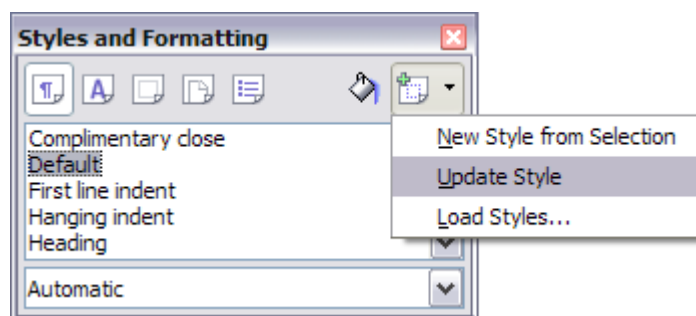 Styles and Formatting
Complimentary close
Default
First line indent
Hanging indent
Heading
Automatic
New Style from Selection
Update Style
Load Styles...